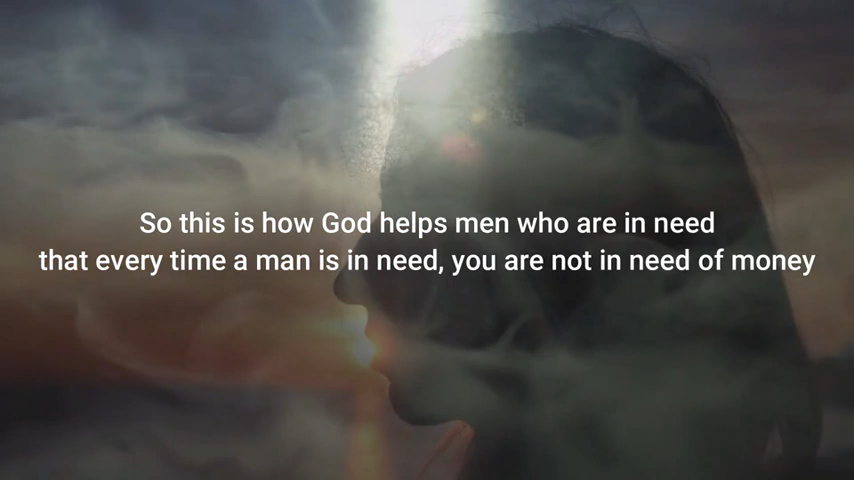 So this is how God helps men who are in need
that every time a man is in need, you are not in need of money